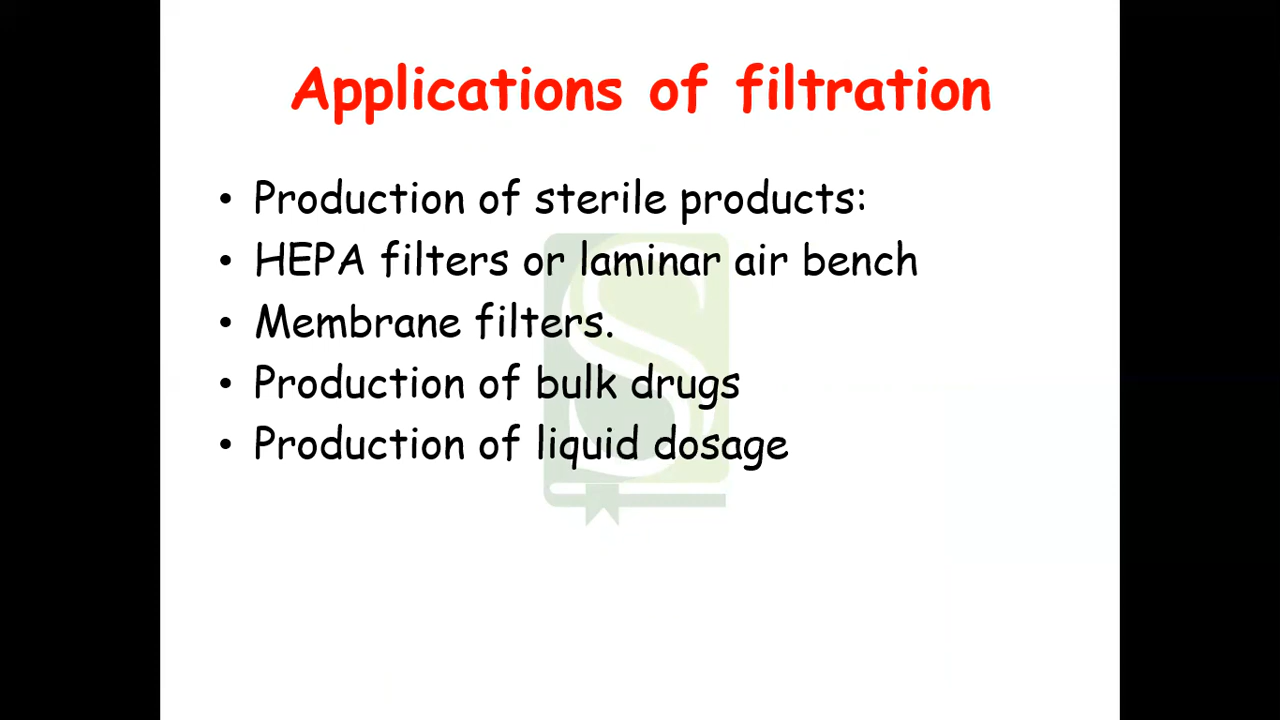 Applications of filtration
• Production of sterile products:
• HEPA filters or laminar air bench
• Membrane filters.
• Production of bulk drugs
• Production of liquid dosage